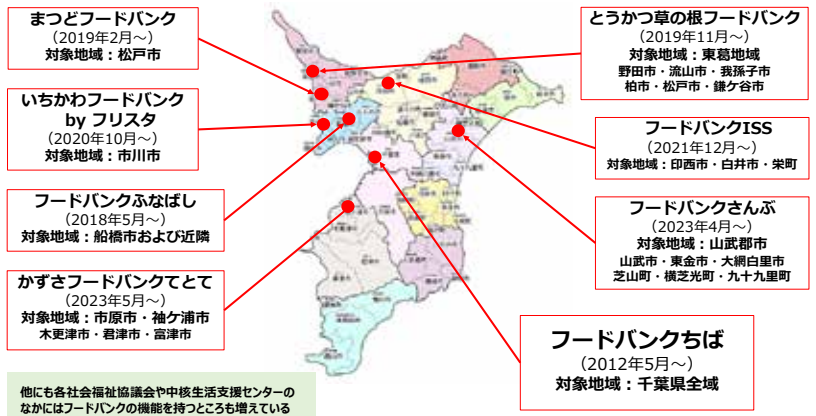 まつどフードバンク
（2019年2月～）
対象地域：松戸市
いちかわフードバンク
by フリスタ
（2020年10月～）
対象地域：市川市
フードバンクふなばし
（2018年5月～）
対象地域：船橋市および近隣
かずさフードバンクてとて
（2023年5月～）
対象地域：市原市・袖ケ浦市
木更津市・君津市・富津市
他にも各社会福祉協議会や中核生活支援センターの
なかにはフードバンクの機能を持つところも増えている
とうかつ草の根フードバンク
（2019年11月～）
対象地域：東葛地域
野田市・流山市・我孫子市
柏市・松戸市・鎌ケ谷市
フードバンクISS
（2021年12月～）
対象地域：印西市・白井市・栄町
フードバンクさんぶ
（2023年4月～）
対象地域：山武郡市
山武市・東金市・大網白里市
芝山町・横芝光町・九十九里町
フードバンクちば
（2012年5月～）
対象地域：千葉県全域